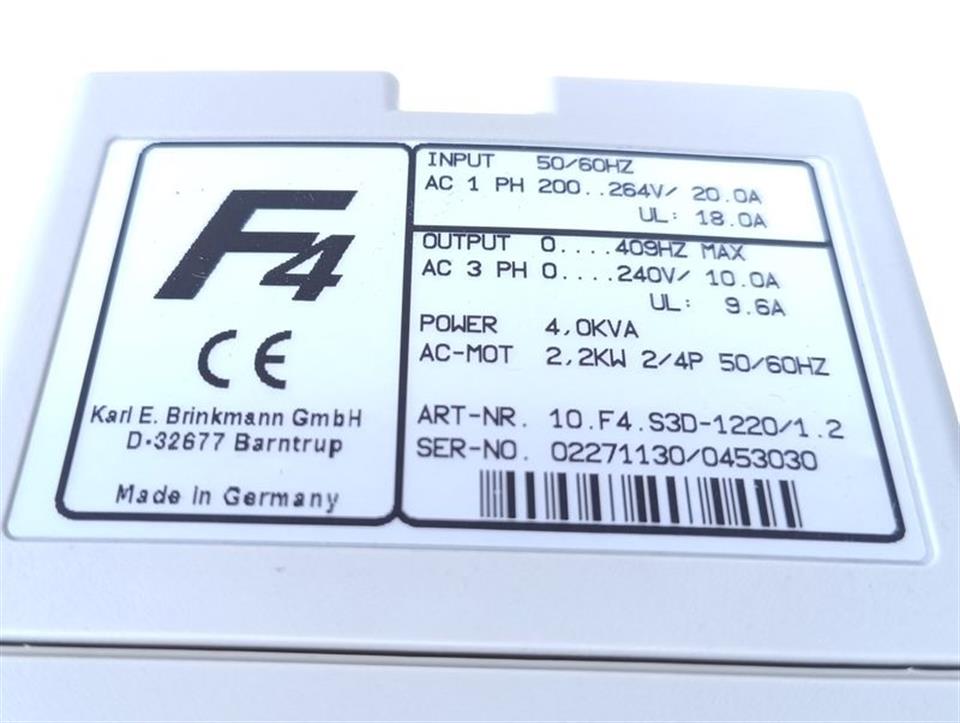 F4
CE
Karl E. Brinkmann GmbH
D-32677 Barntrup
Made in Germany
INPUT 50/60HZ
AC 1 PH 200..264V/ 20.0A
UL: 18.0A
OUTPUT 0....409HZ MAX
AC 3 PH 0....240V/ 10.0A
UL: 9.6A
POWER 4,0KVA
AC-MOT 2,2KW 2/4P 50/60HZ
ART-NR. 10.F4.S3D-1220/1.2
SER-NO. 02271130/0453030